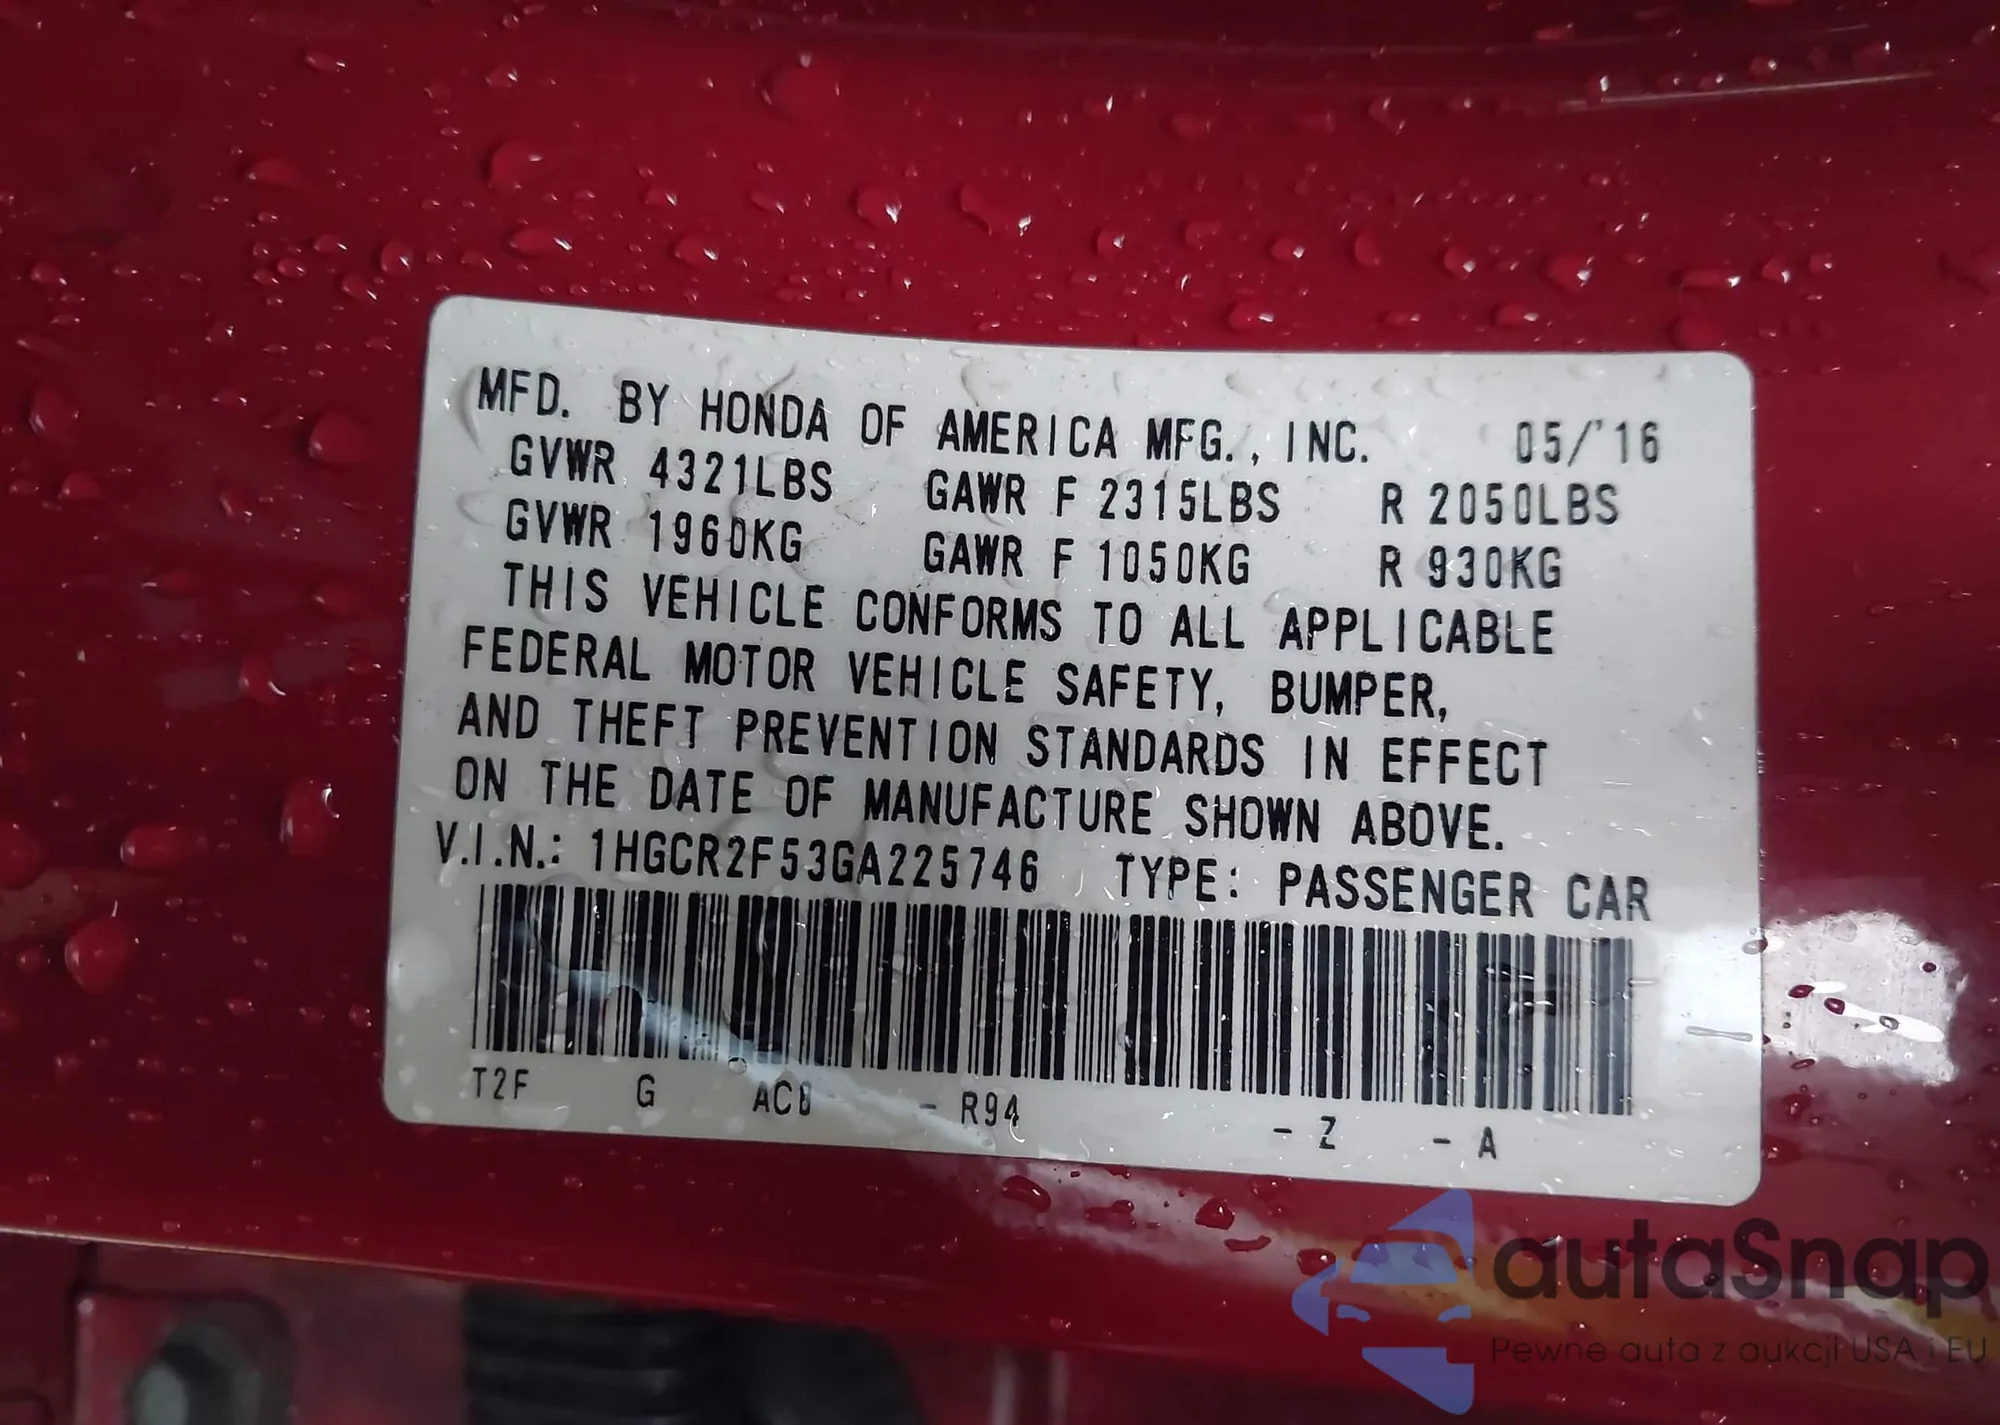 MFD. BY HONDA OF AMERICA MFG., INC. 05/'16
GVWR 4321LBS GAWR F 2315LBS R 2050LBS
GVWR 1960KG GAWR F 1050KG R 930KG
THIS VEHICLE CONFORMS TO ALL APPLICABLE
FEDERAL MOTOR VEHICLE SAFETY, BUMPER,
AND THEFT PREVENTION STANDARDS IN EFFECT
ON THE DATE OF MANUFACTURE SHOWN ABOVE.
V.I.N.: 1HGCR2F53GA225746 TYPE: PASSENGER CAR
T2F G - R94 - Z - A
autaSnap
Pewne auta z aukcji USA i EU